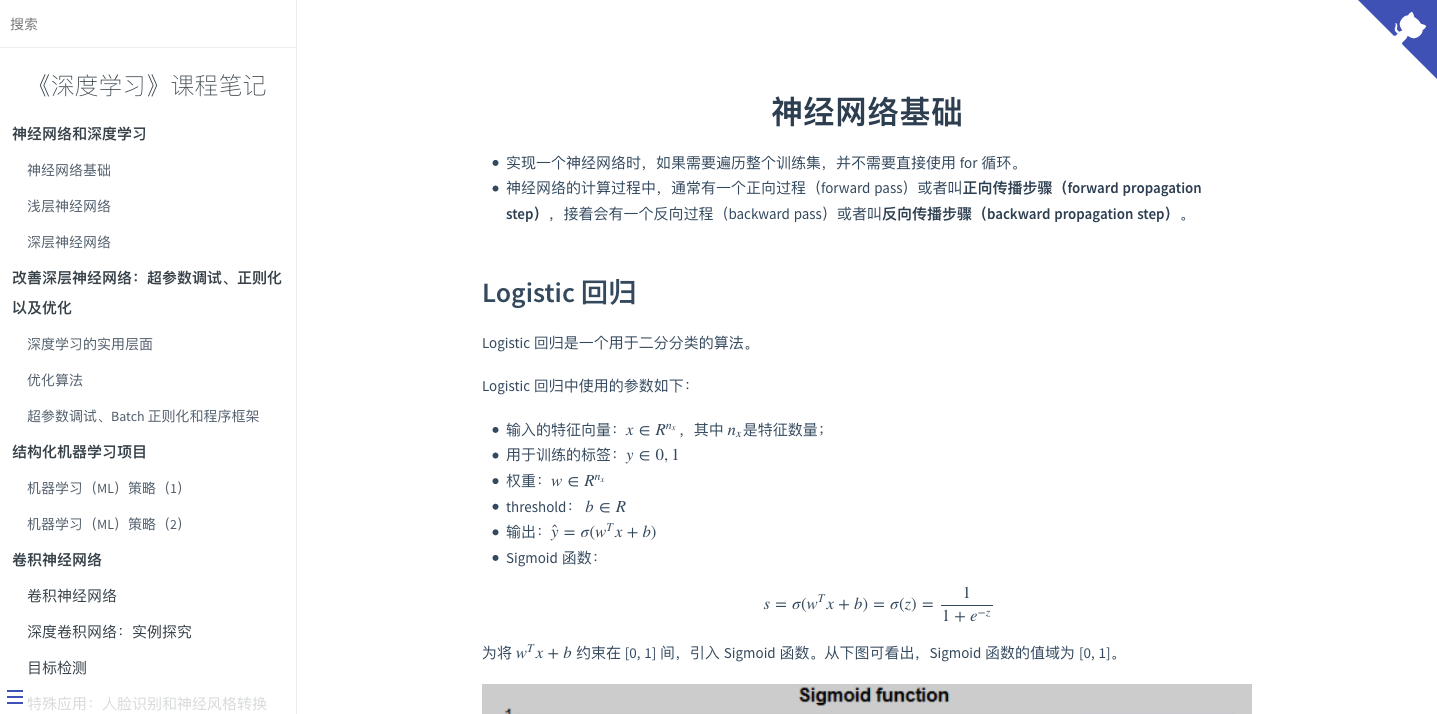 搜索
《深度学习》课程笔记
神经网络和深度学习
神经网络基础
浅层神经网络
深层神经网络
改善深层神经网络：超参数调试、正则化
以及优化
深度学习的实用层面
优化算法
超参数调试、Batch 正则化和程序框架
结构化机器学习项目
机器学习（ML）策略（1）
机器学习（ML）策略（2）
卷积神经网络
卷积神经网络
深度卷积网络：实例探究
目标检测
特殊应用：人脸识别和神经风格转换
神经网络基础
实现一个神经网络时，如果需要遍历整个训练集，并不需要直接使用 for 循环。
神经网络的计算过程中，通常有一个正向过程（forward pass）或者叫正向传播步骤（forward propagation
step），接着会有一个反向过程（backward pass）或者叫反向传播步骤（backward propagation step）。
Logistic 回归
Logistic 回归是一个用于二分分类的算法。
Logistic 回归中使用的参数如下：
输入的特征向量：x ∈ R^{n_x}，其中 n_x是特征数量；
用于训练的标签：y ∈ 0, 1
权重：w ∈ R^{n_x}
threshold： b ∈ R
输出：ŷ = σ(w^T x + b)
Sigmoid 函数：
s = σ(w^T x + b) = σ(z) = 1 / (1 + e^{−z})
为将 w^T x + b 约束在 [0, 1] 间，引入 Sigmoid 函数。从下图可看出，Sigmoid 函数的值域为 [0, 1]。
Sigmoid function
1